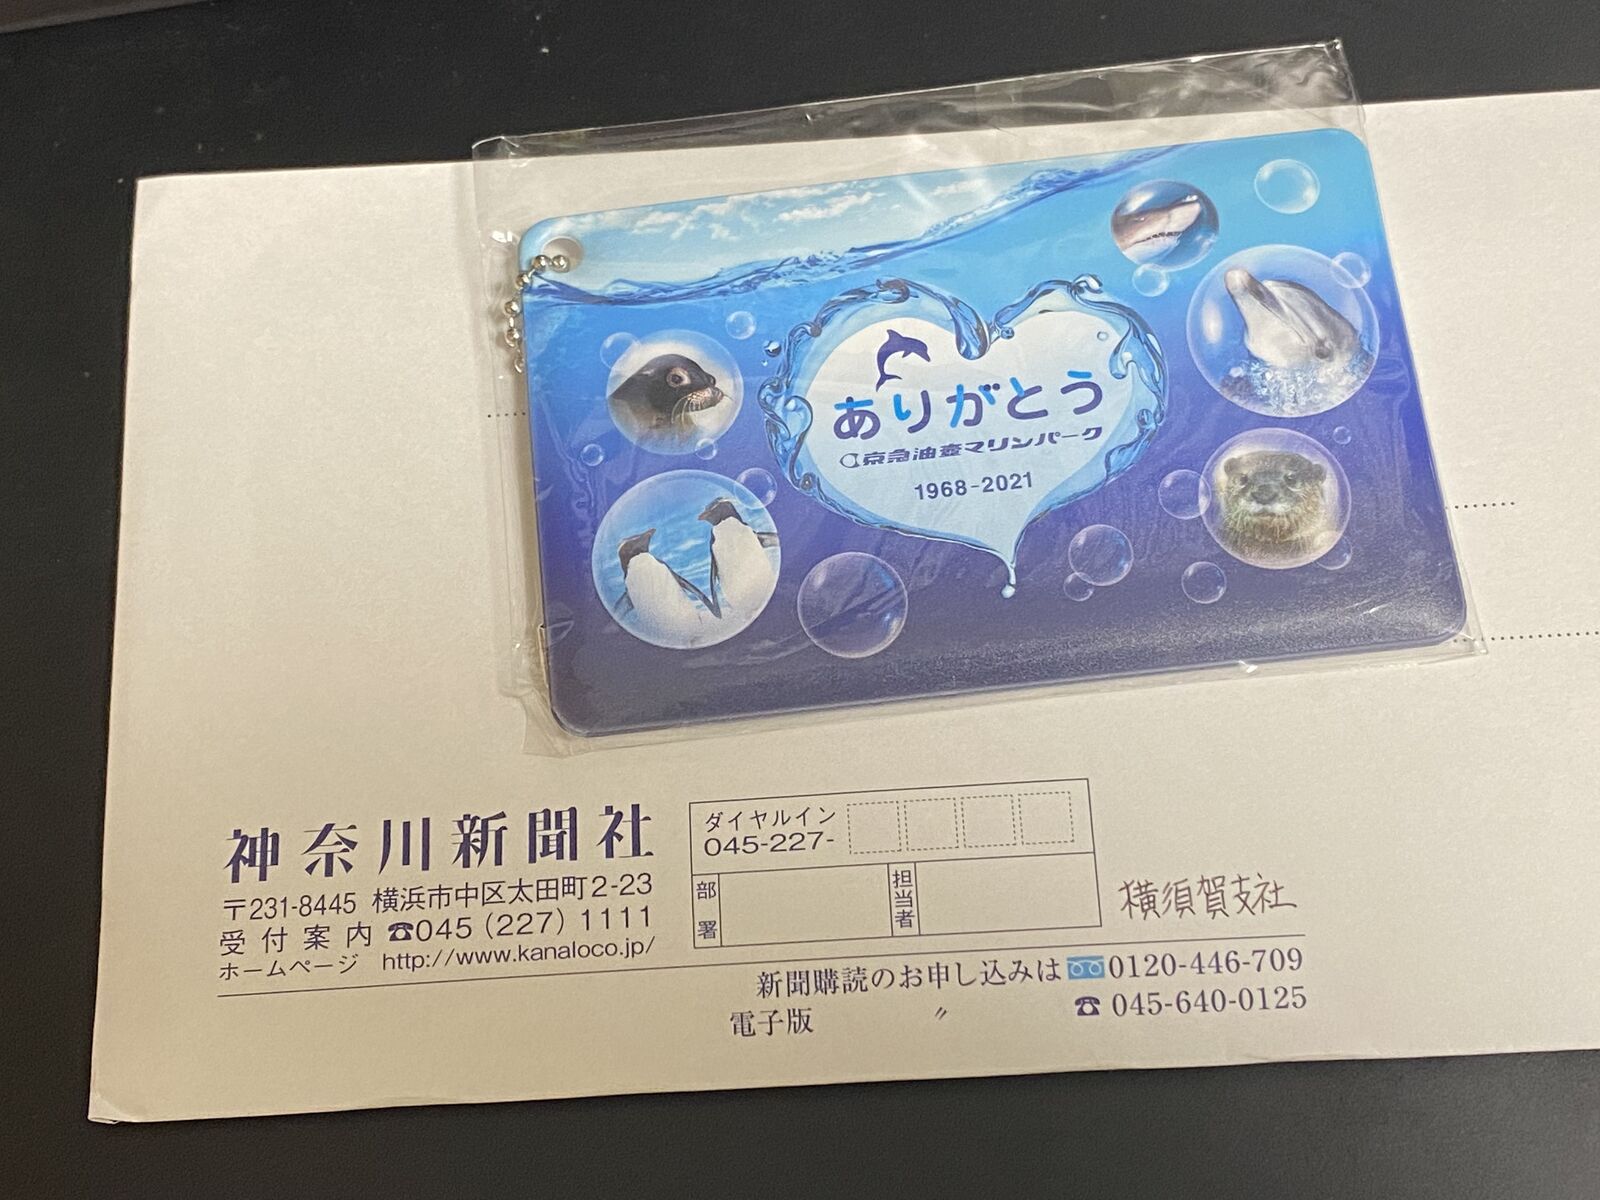 ありがとう
京急油壺マリンパーク
1968-2021
神奈川新聞社
〒231-8445 横浜市中区太田町2-23
受付案内 ☎045(227)1111
ホームページ http://www.kanaloco.jp/
ダイヤルイン
045-227-
部署
担当者
横須賀支社
新聞購読のお申し込みは 0120-446-709
電子版 〃 ☎ 045-640-0125